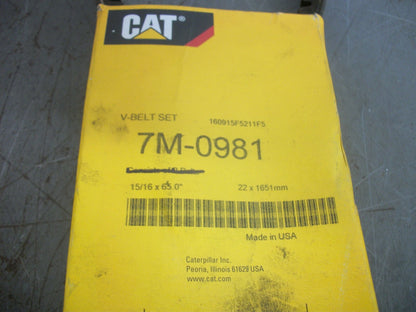 CAT®
V-BELT SET 160915F5211F5
7M-0981
15/16 x 65.0" 22 x 1651mm
Made in USA
Caterpillar Inc.
Peoria, Illinois 61629 USA
www.cat.com